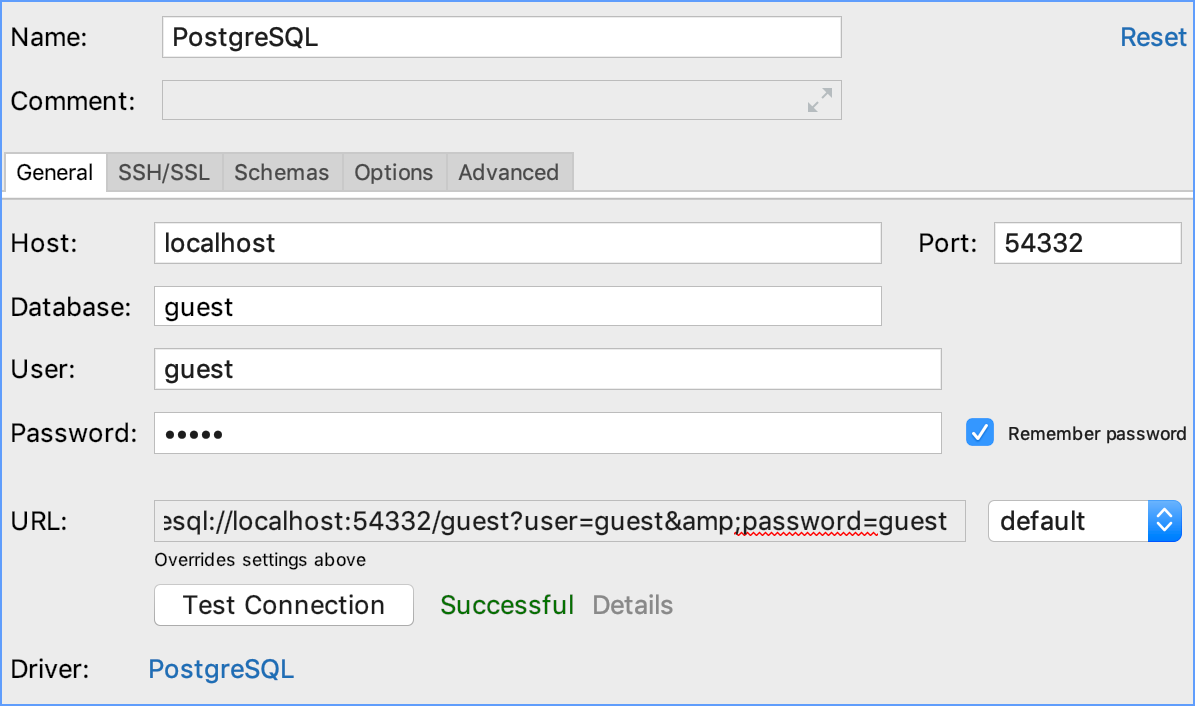 Name: PostgreSQL Reset
Comment:
General SSH/SSL Schemas Options Advanced
Host: localhost Port: 54332
Database: guest
User: guest
Password: ••••• Remember password
URL: esql://localhost:54332/guest?user=guest&amp;password=guest default
Overrides settings above
Test Connection Successful Details
Driver: PostgreSQL